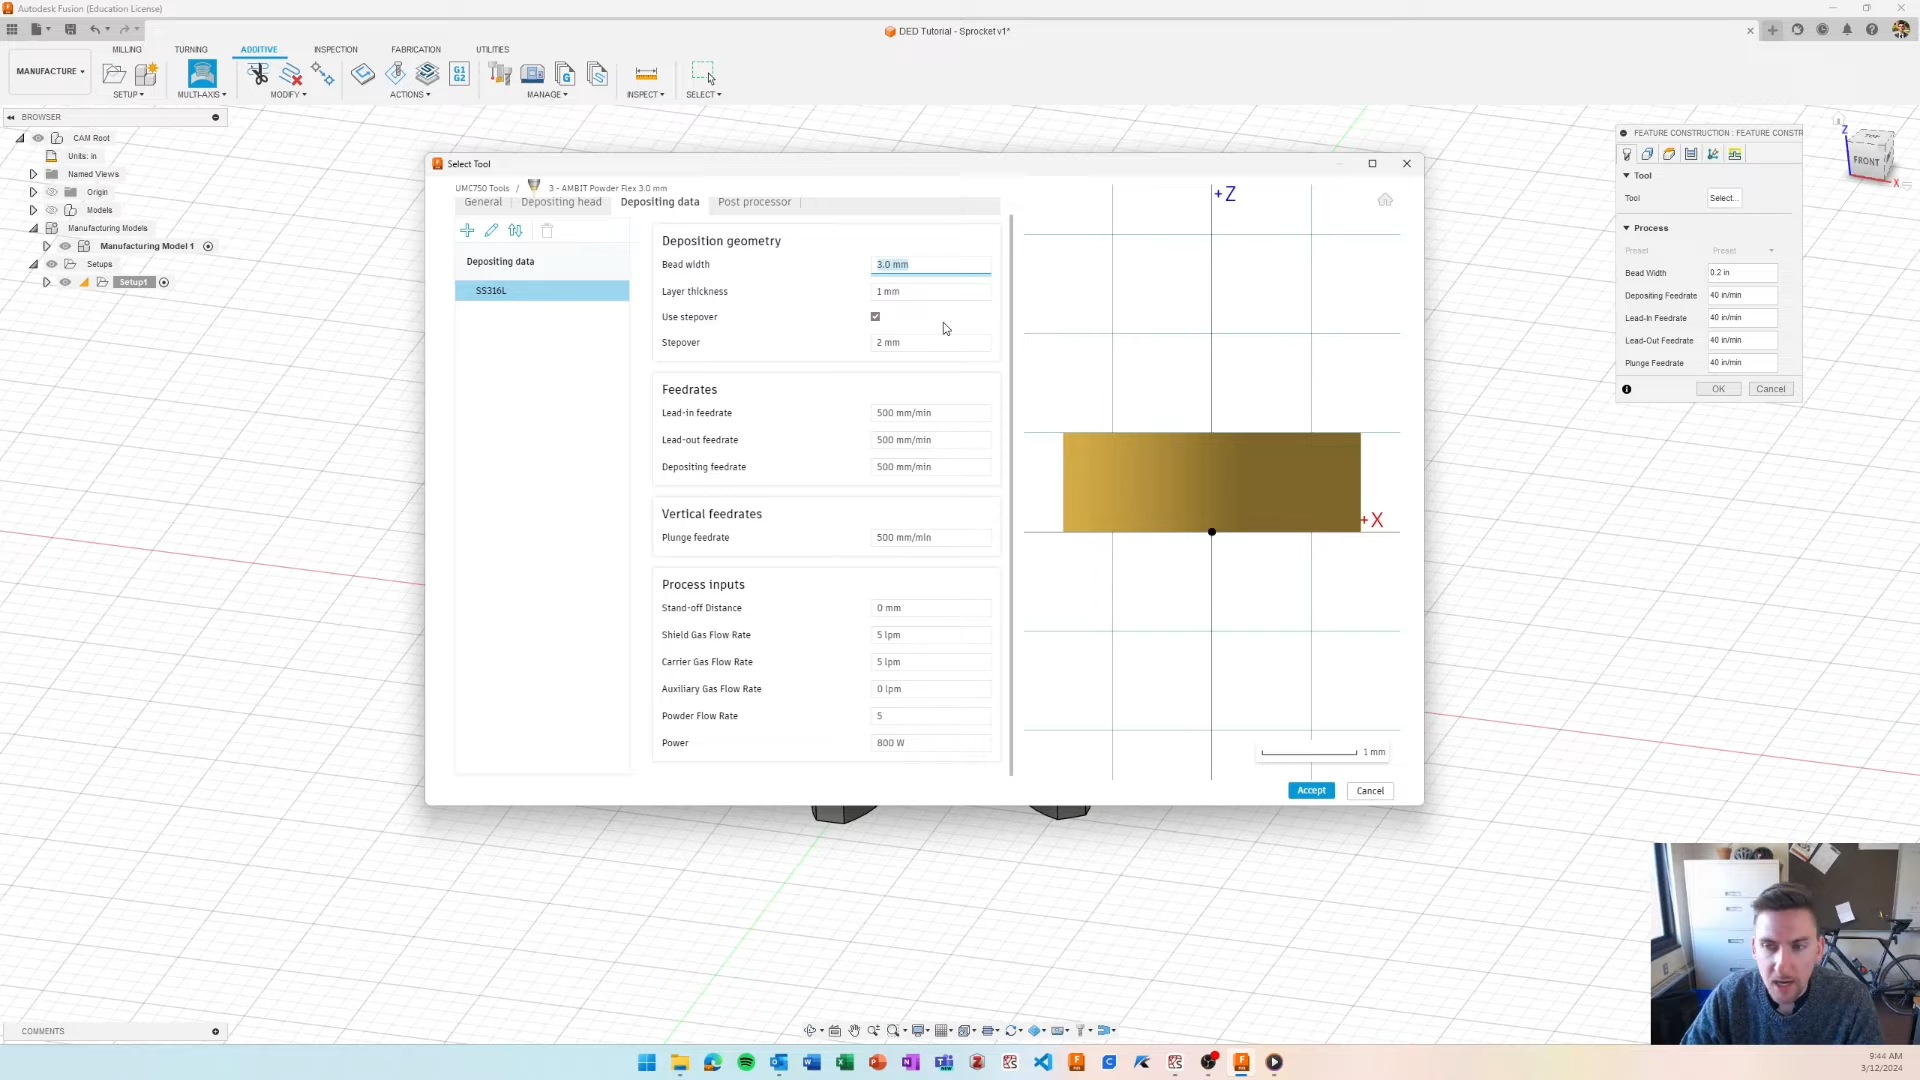 Autodesk Fusion (Education License)
DED Tutorial - Sprocket v1*
MILLING TURNING ADDITIVE INSPECTION FABRICATION UTILITIES
MANUFACTURE
G1
G2
SETUP MULTI-AXIS MODIFY ACTIONS MANAGE INSPECT SELECT
BROWSER
CAM Root
Units: in
Named Views
Origin
Models
Manufacturing Models
Manufacturing Model 1
Setups
Setup1
Select Tool
UMC750 Tools / 3 - AMBIT Powder Flex 3.0 mm
General Depositing head Depositing data Post processor
Depositing data
SS316L
Deposition geometry
Bead width 3.0 mm
Layer thickness 1 mm
Use stepover
Stepover 2 mm
Feedrates
Lead-in feedrate 500 mm/min
Lead-out feedrate 500 mm/min
Depositing feedrate 500 mm/min
Vertical feedrates
Plunge feedrate 500 mm/min
Process inputs
Stand-off Distance 0 mm
Shield Gas Flow Rate 5 lpm
Carrier Gas Flow Rate 5 lpm
Auxiliary Gas Flow Rate 0 lpm
Powder Flow Rate 5
Power 800 W
+Z
+X
1 mm
Accept Cancel
FEATURE CONSTRUCTION : FEATURE CONSTR
Tool
Tool Select...
Process
Preset Preset
Bead Width 0.2 in
Depositing Feedrate 40 in/min
Lead-In Feedrate 40 in/min
Lead-Out Feedrate 40 in/min
Plunge Feedrate 40 in/min
OK Cancel
Z
TOP
FRONT
X
COMMENTS
9:44 AM
3/12/2024